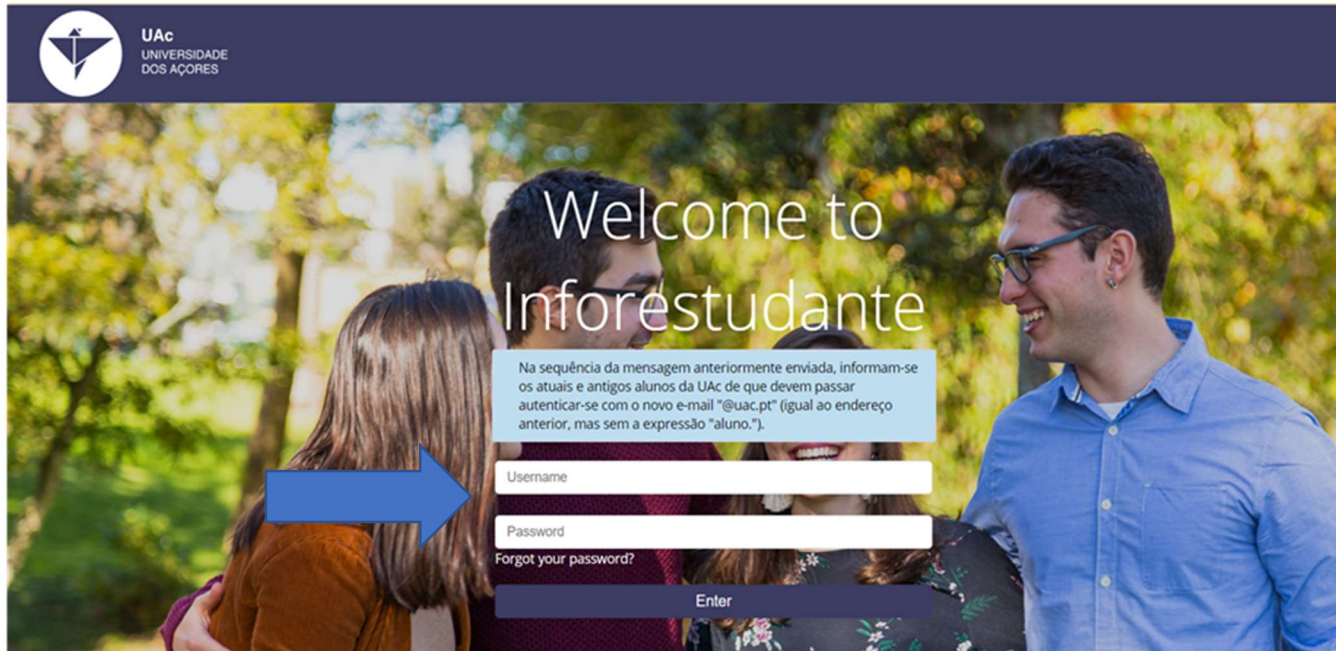 UAc
UNIVERSIDADE
DOS AÇORES
Welcome to
Inforestudante
Na sequência da mensagem anteriormente enviada, informam-se
os atuais e antigos alunos da UAc de que devem passar
autenticar-se com o novo e-mail "@uac.pt" (igual ao endereço
anterior, mas sem a expressão "aluno.").
Username
Password
Forgot your password?
Enter